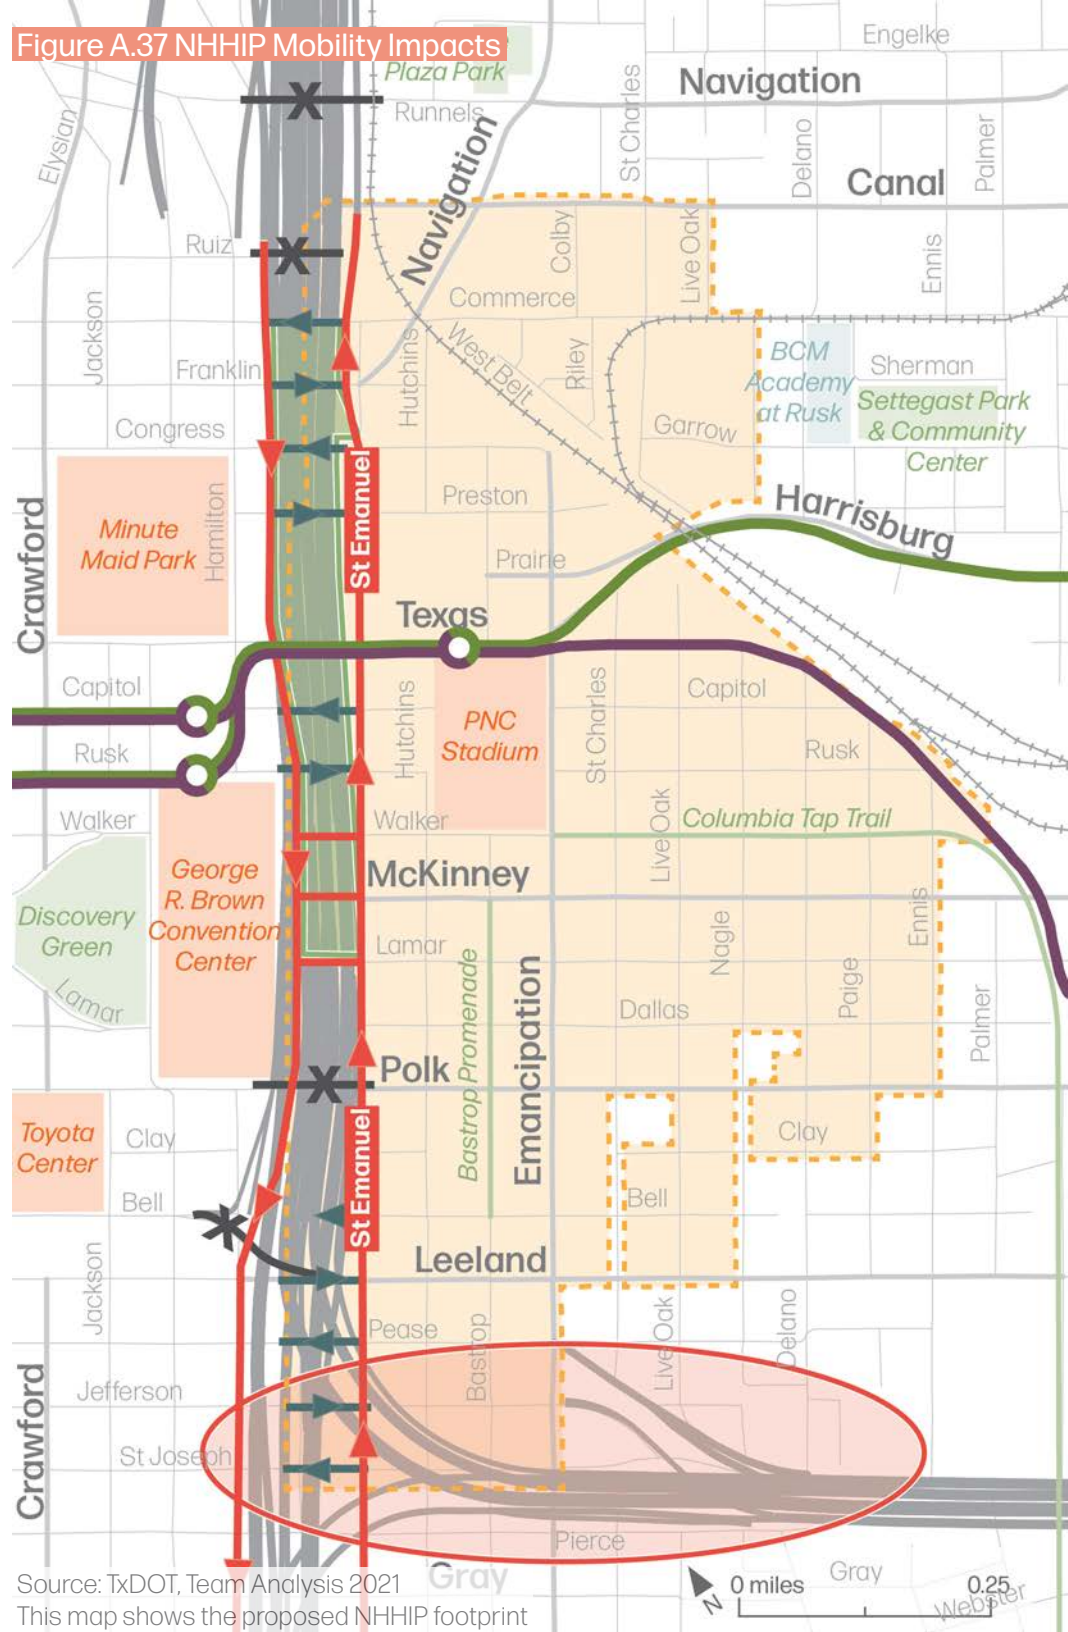 Figure A.37 NHHIP Mobility Impacts
Plaza Park
Engelke
Navigation
Runnels
Navigation
St Charles
Elysian
Delano
Palmer
Canal
Ruiz
Colby
Live Oak
Ennis
Commerce
Jackson
Franklin
Hutchins
West Belt
Riley
BCM
Academy
at Rusk
Sherman
Settegast Park
& Community
Center
Congress
Garrow
St Emanuel
Preston
Harrisburg
Crawford
Minute
Maid Park
Hamilton
Prairie
Texas
Capitol
Hutchins
PNC
Stadium
St Charles
Capitol
Rusk
Rusk
Walker
Walker
Live Oak
Columbia Tap Trail
George
R. Brown
Convention
Center
McKinney
Discovery
Green
Lamar
Lamar
Bastrop Promenade
Emancipation
Nagle
Ennis
Dallas
Paige
Palmer
Polk
Toyota
Center
Clay
Clay
St Emanuel
Bell
Bell
Leeland
Jackson
Pease
Bastrop
Live Oak
Delano
Crawford
Jefferson
St Joseph
Pierce
Gray
Gray
Webster
N
0 miles
0.25
Source: TxDOT, Team Analysis 2021
This map shows the proposed NHHIP footprint